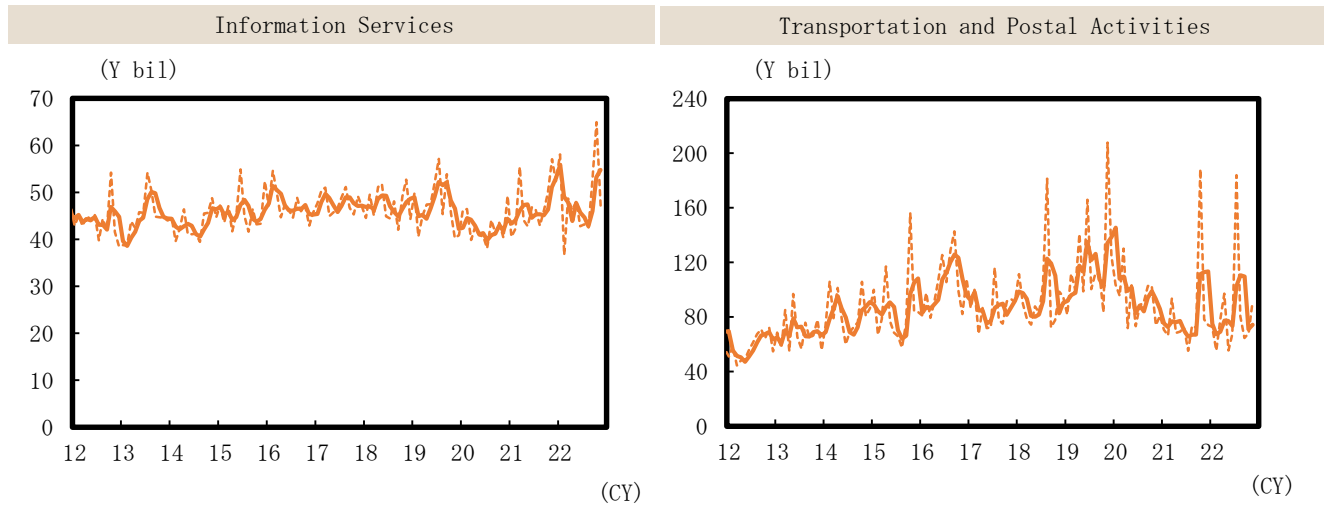 Information Services
Transportation and Postal Activities
(Y bil)
(Y bil)
70
60
50
40
30
20
10
0
12 13 14 15 16 17 18 19 20 21 22
(CY)
240
200
160
120
80
40
0
12 13 14 15 16 17 18 19 20 21 22
(CY)